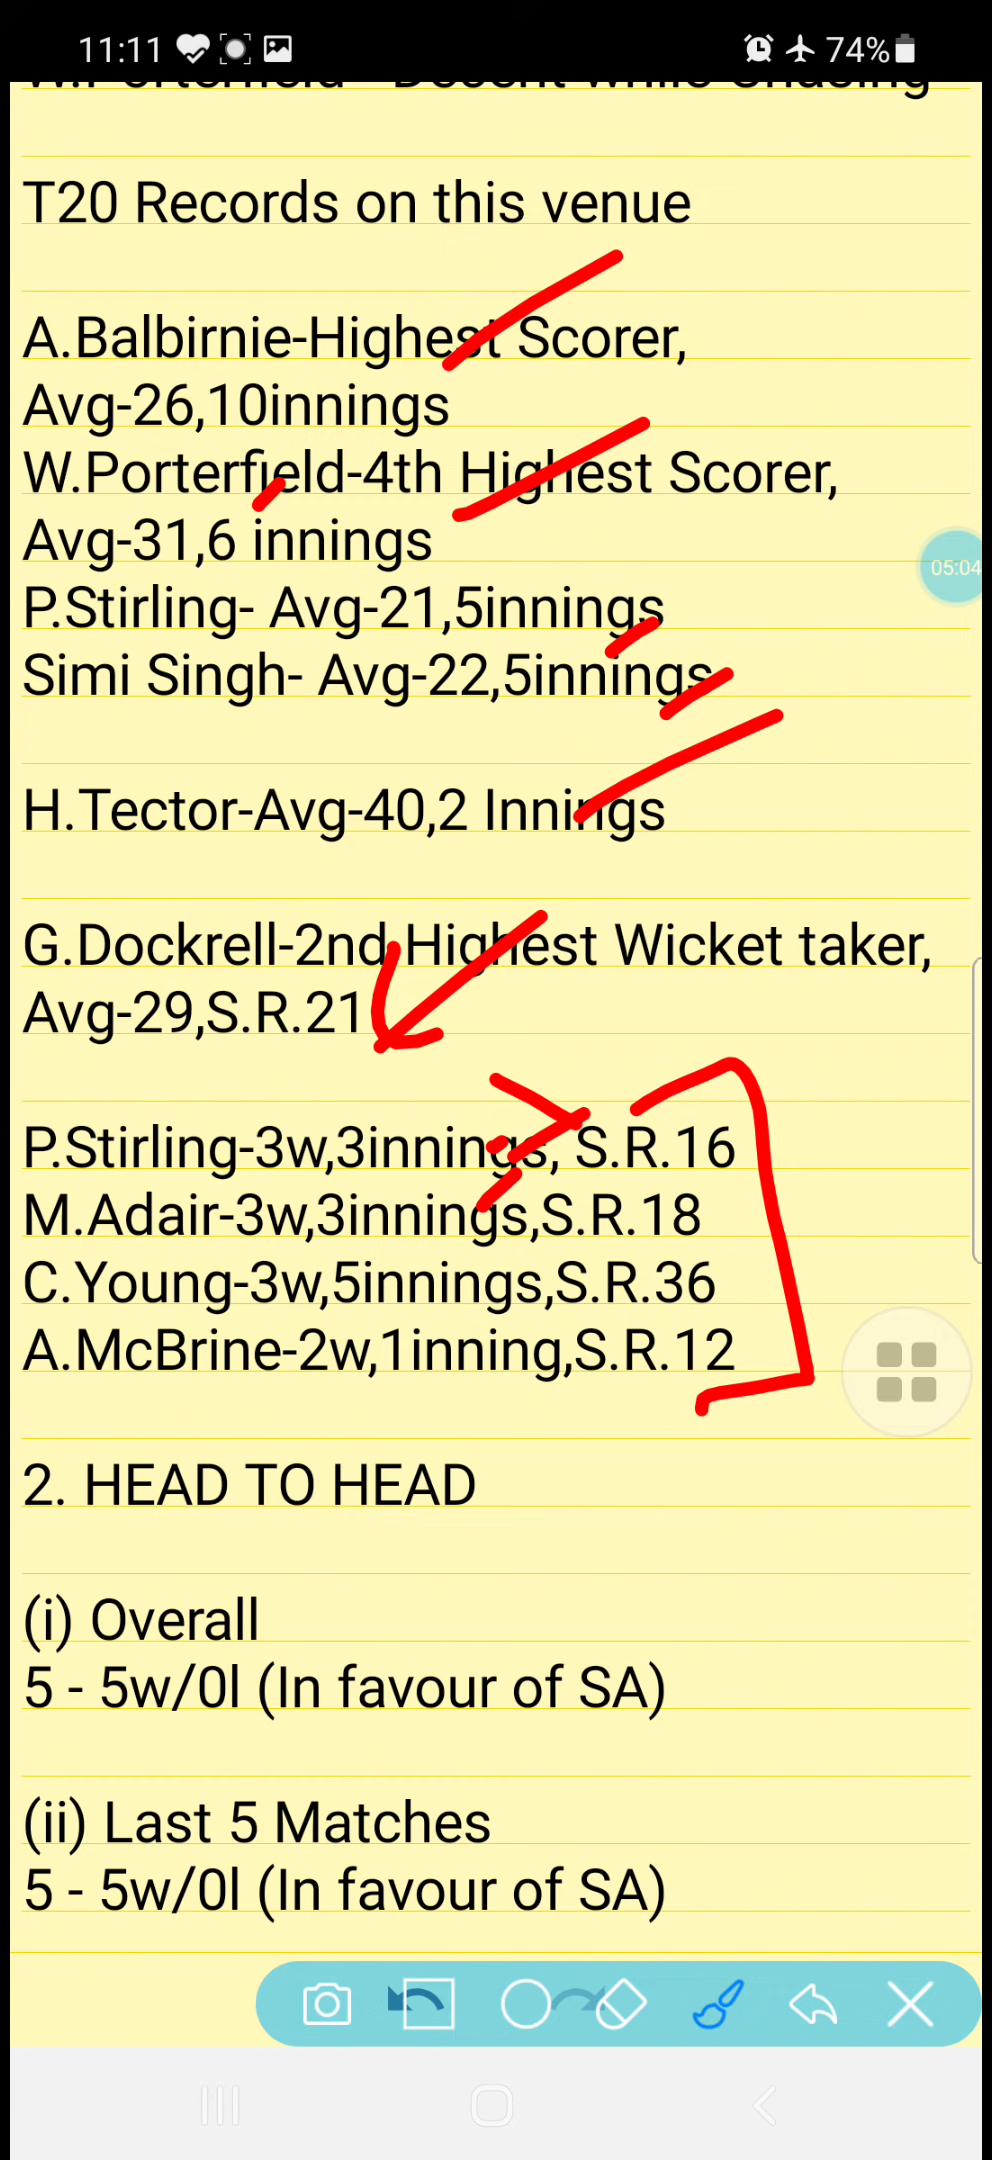 11:11
74%
W.Porterfield - Descent while Chasing
T20 Records on this venue
A.Balbirnie-Highest Scorer,
Avg-26,10innings
W.Porterfield-4th Highest Scorer,
Avg-31,6 innings
05:04
P.Stirling- Avg-21,5innings
Simi Singh- Avg-22,5innings
H.Tector-Avg-40,2 Innings
G.Dockrell-2nd Highest Wicket taker,
Avg-29,S.R.21
P.Stirling-3w,3innings, S.R.16
M.Adair-3w,3innings,S.R.18
C.Young-3w,5innings,S.R.36
A.McBrine-2w,1inning,S.R.12
2. HEAD TO HEAD
(i) Overall
5 - 5w/0l (In favour of SA)
(ii) Last 5 Matches
5 - 5w/0l (In favour of SA)